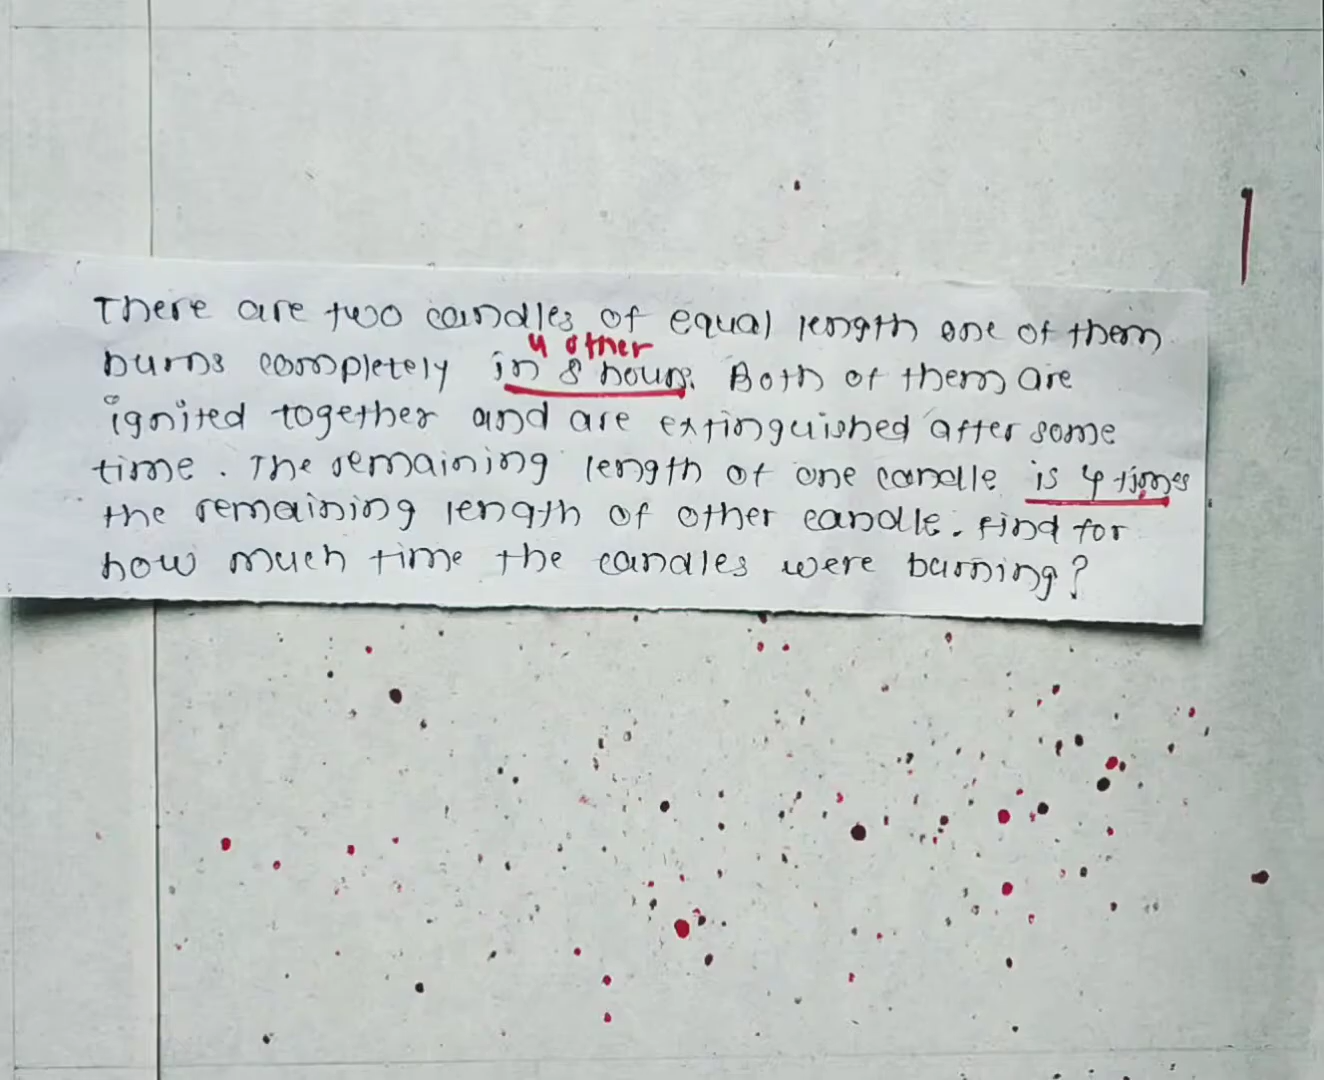 There are two candles of equal length one of them
burns completely in 8 hours. Both of them are
4 other
ignited together and are extinguished after some
time. The remaining length of one candle is 4 times
the remaining length of other candle. Find for
how much time the candles were burning?